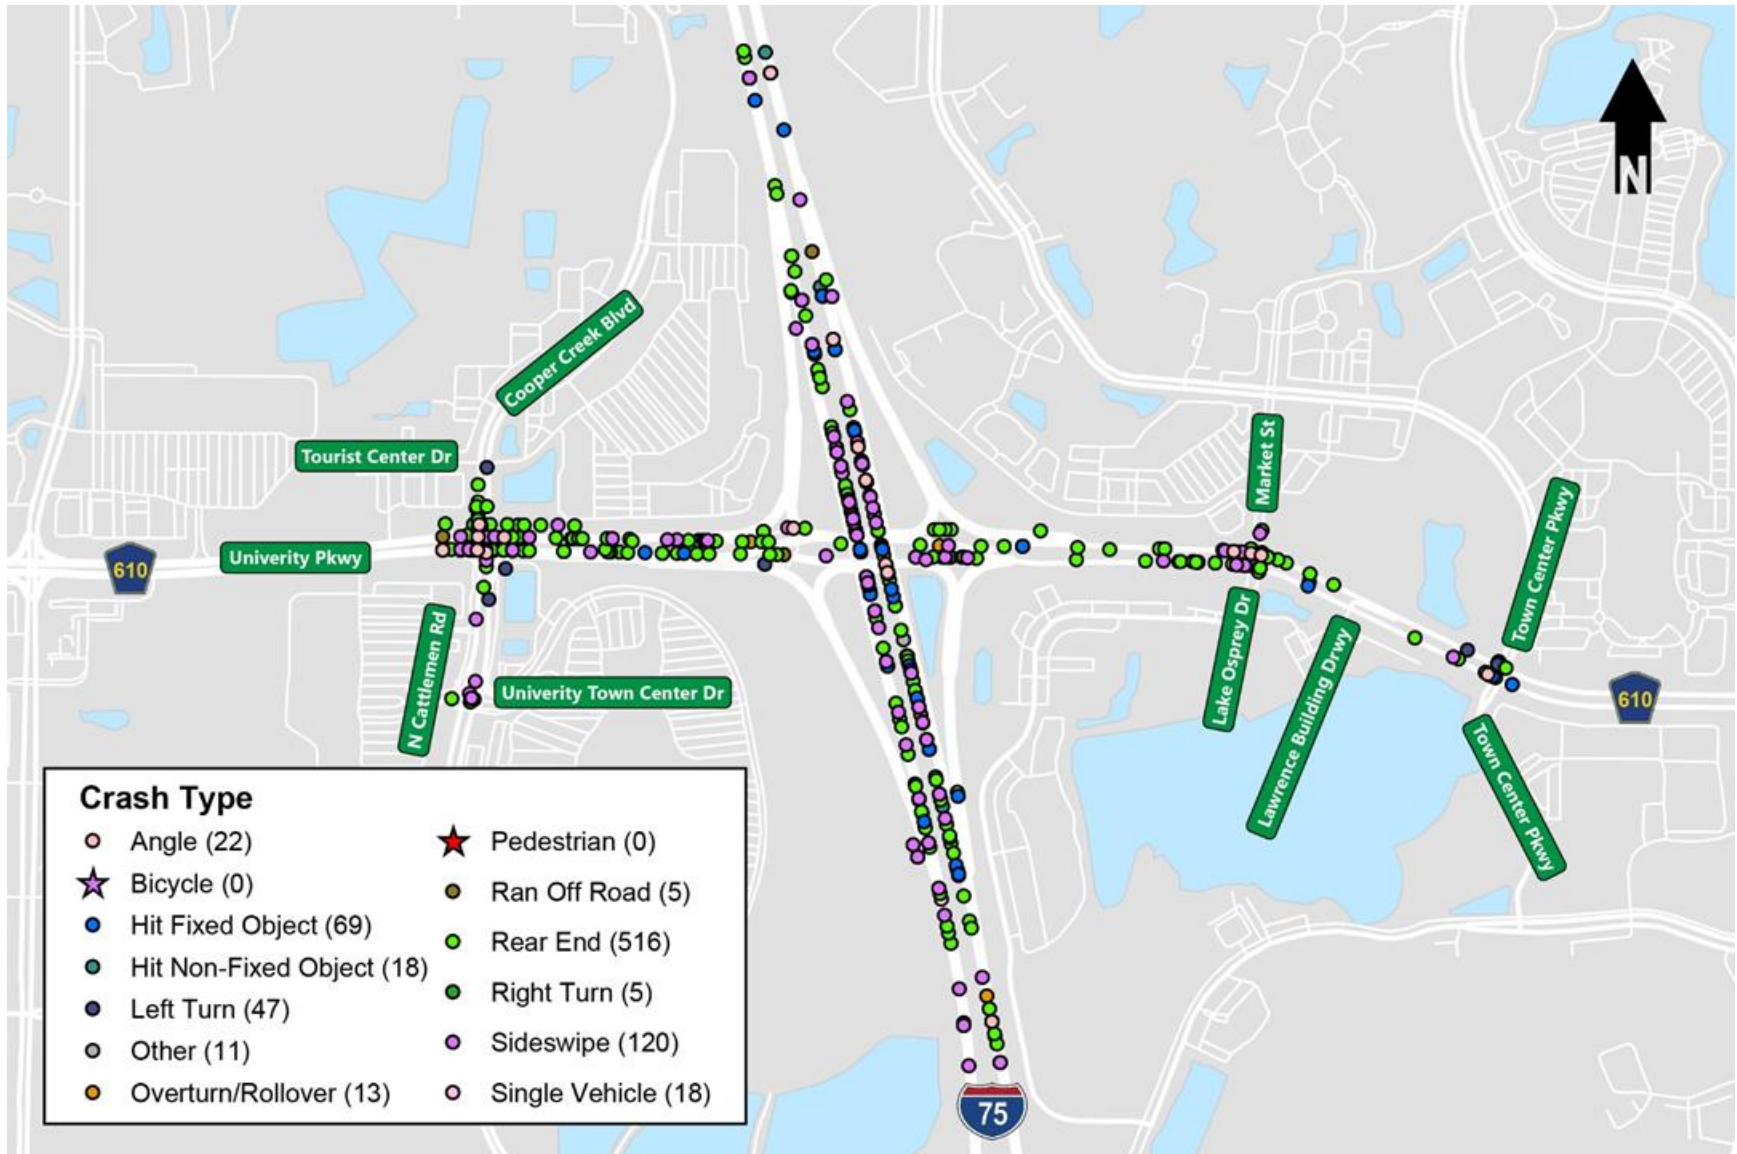 N
Cooper Creek Blvd
Tourist Center Dr
Market St
Univerity Pkwy
610
Town Center Pkwy
N Cattlemen Rd
Univerity Town Center Dr
Lake Osprey Dr
Lawrence Building Drwy
610
Town Center Pkwy
Crash Type
Angle (22)
Bicycle (0)
Hit Fixed Object (69)
Hit Non-Fixed Object (18)
Left Turn (47)
Other (11)
Overturn/Rollover (13)
Pedestrian (0)
Ran Off Road (5)
Rear End (516)
Right Turn (5)
Sideswipe (120)
Single Vehicle (18)
75